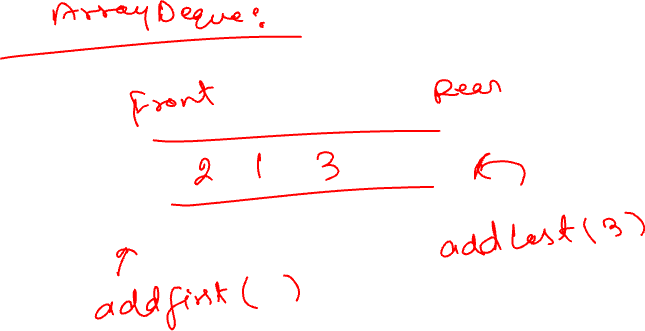 ArrayDeque:
Front Rear
2 1 3
addLast(3)
addfirst( )